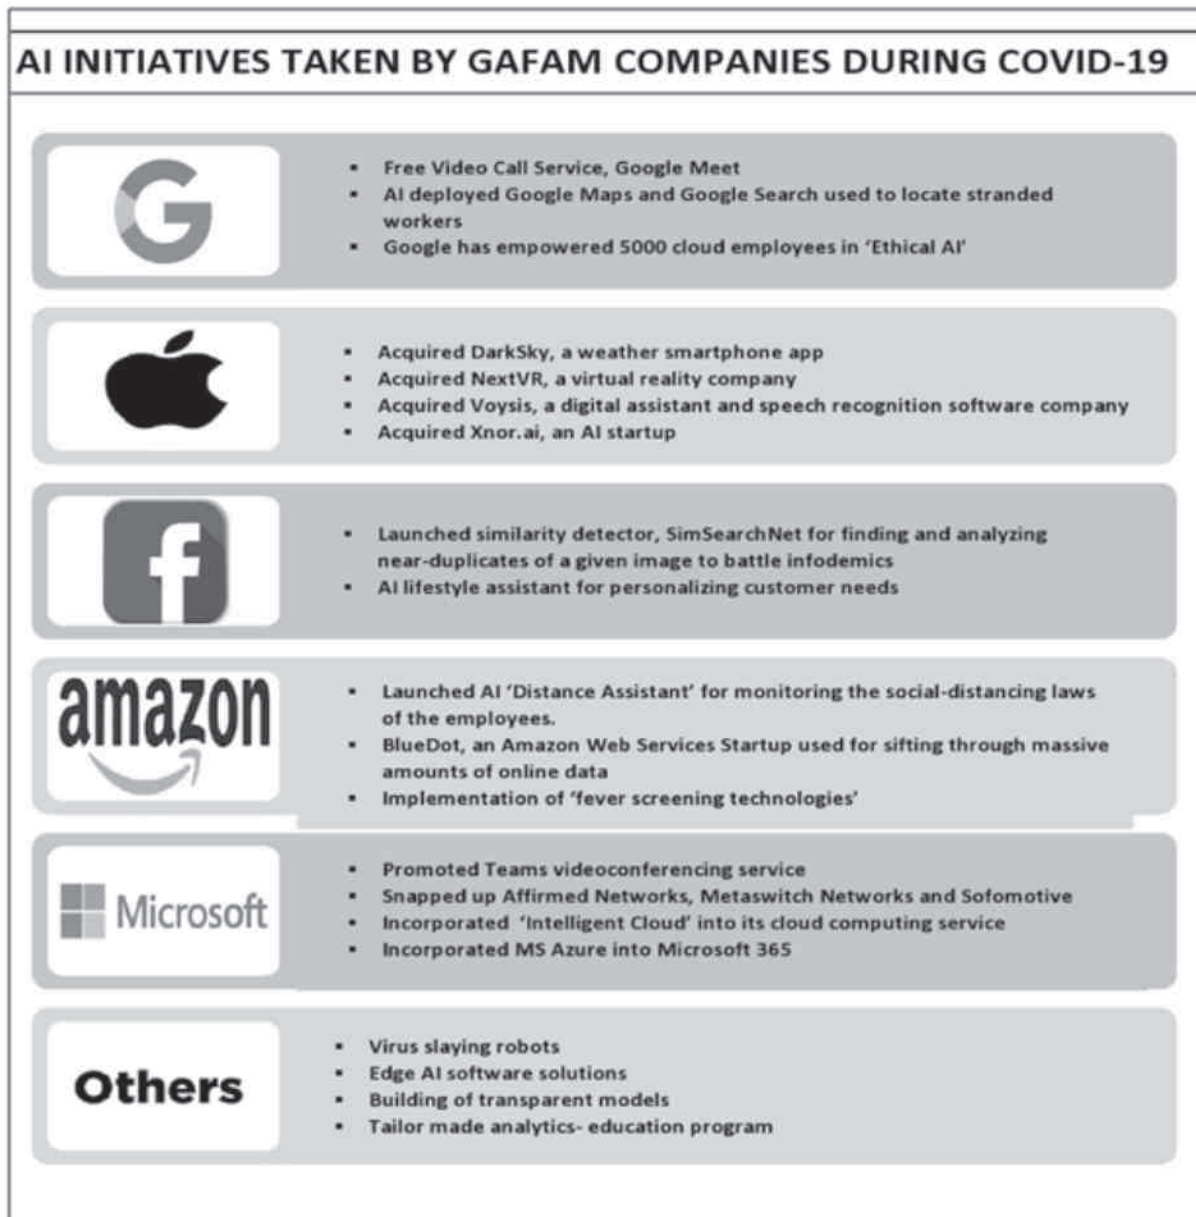 AI INITIATIVES TAKEN BY GAFAM COMPANIES DURING COVID-19
G
Free Video Call Service, Google Meet
AI deployed Google Maps and Google Search used to locate stranded
workers
Google has empowered 5000 cloud employees in ‘Ethical AI’
Acquired DarkSky, a weather smartphone app
Acquired NextVR, a virtual reality company
Acquired Voysis, a digital assistant and speech recognition software company
Acquired Xnor.ai, an AI startup
f
Launched similarity detector, SimSearchNet for finding and analyzing
near-duplicates of a given image to battle infodemics
AI lifestyle assistant for personalizing customer needs
amazon
Launched AI ‘Distance Assistant’ for monitoring the social-distancing laws
of the employees.
BlueDot, an Amazon Web Services Startup used for sifting through massive
amounts of online data
Implementation of ‘fever screening technologies’
Microsoft
Promoted Teams videoconferencing service
Snapped up Affirmed Networks, Metaswitch Networks and Sofomotive
Incorporated ‘Intelligent Cloud’ into its cloud computing service
Incorporated MS Azure into Microsoft 365
Others
Virus slaying robots
Edge AI software solutions
Building of transparent models
Tailor made analytics- education program